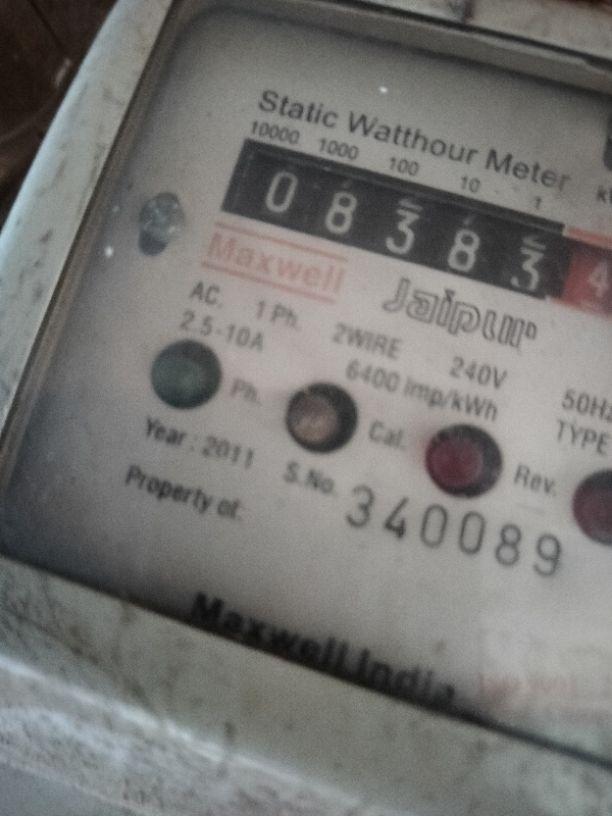 Static Watthour Meter
10000 1000 100 10 1
0 8 3 8 3 4
Maxwell
Jaipur
AC. 1 Ph. 2WIRE 240V 50Hz
2.5-10A 6400 Imp/kWh TYPE
Ph. Cal. Rev.
Year : 2011 S.No. 340089
Property of:
Maxwell India